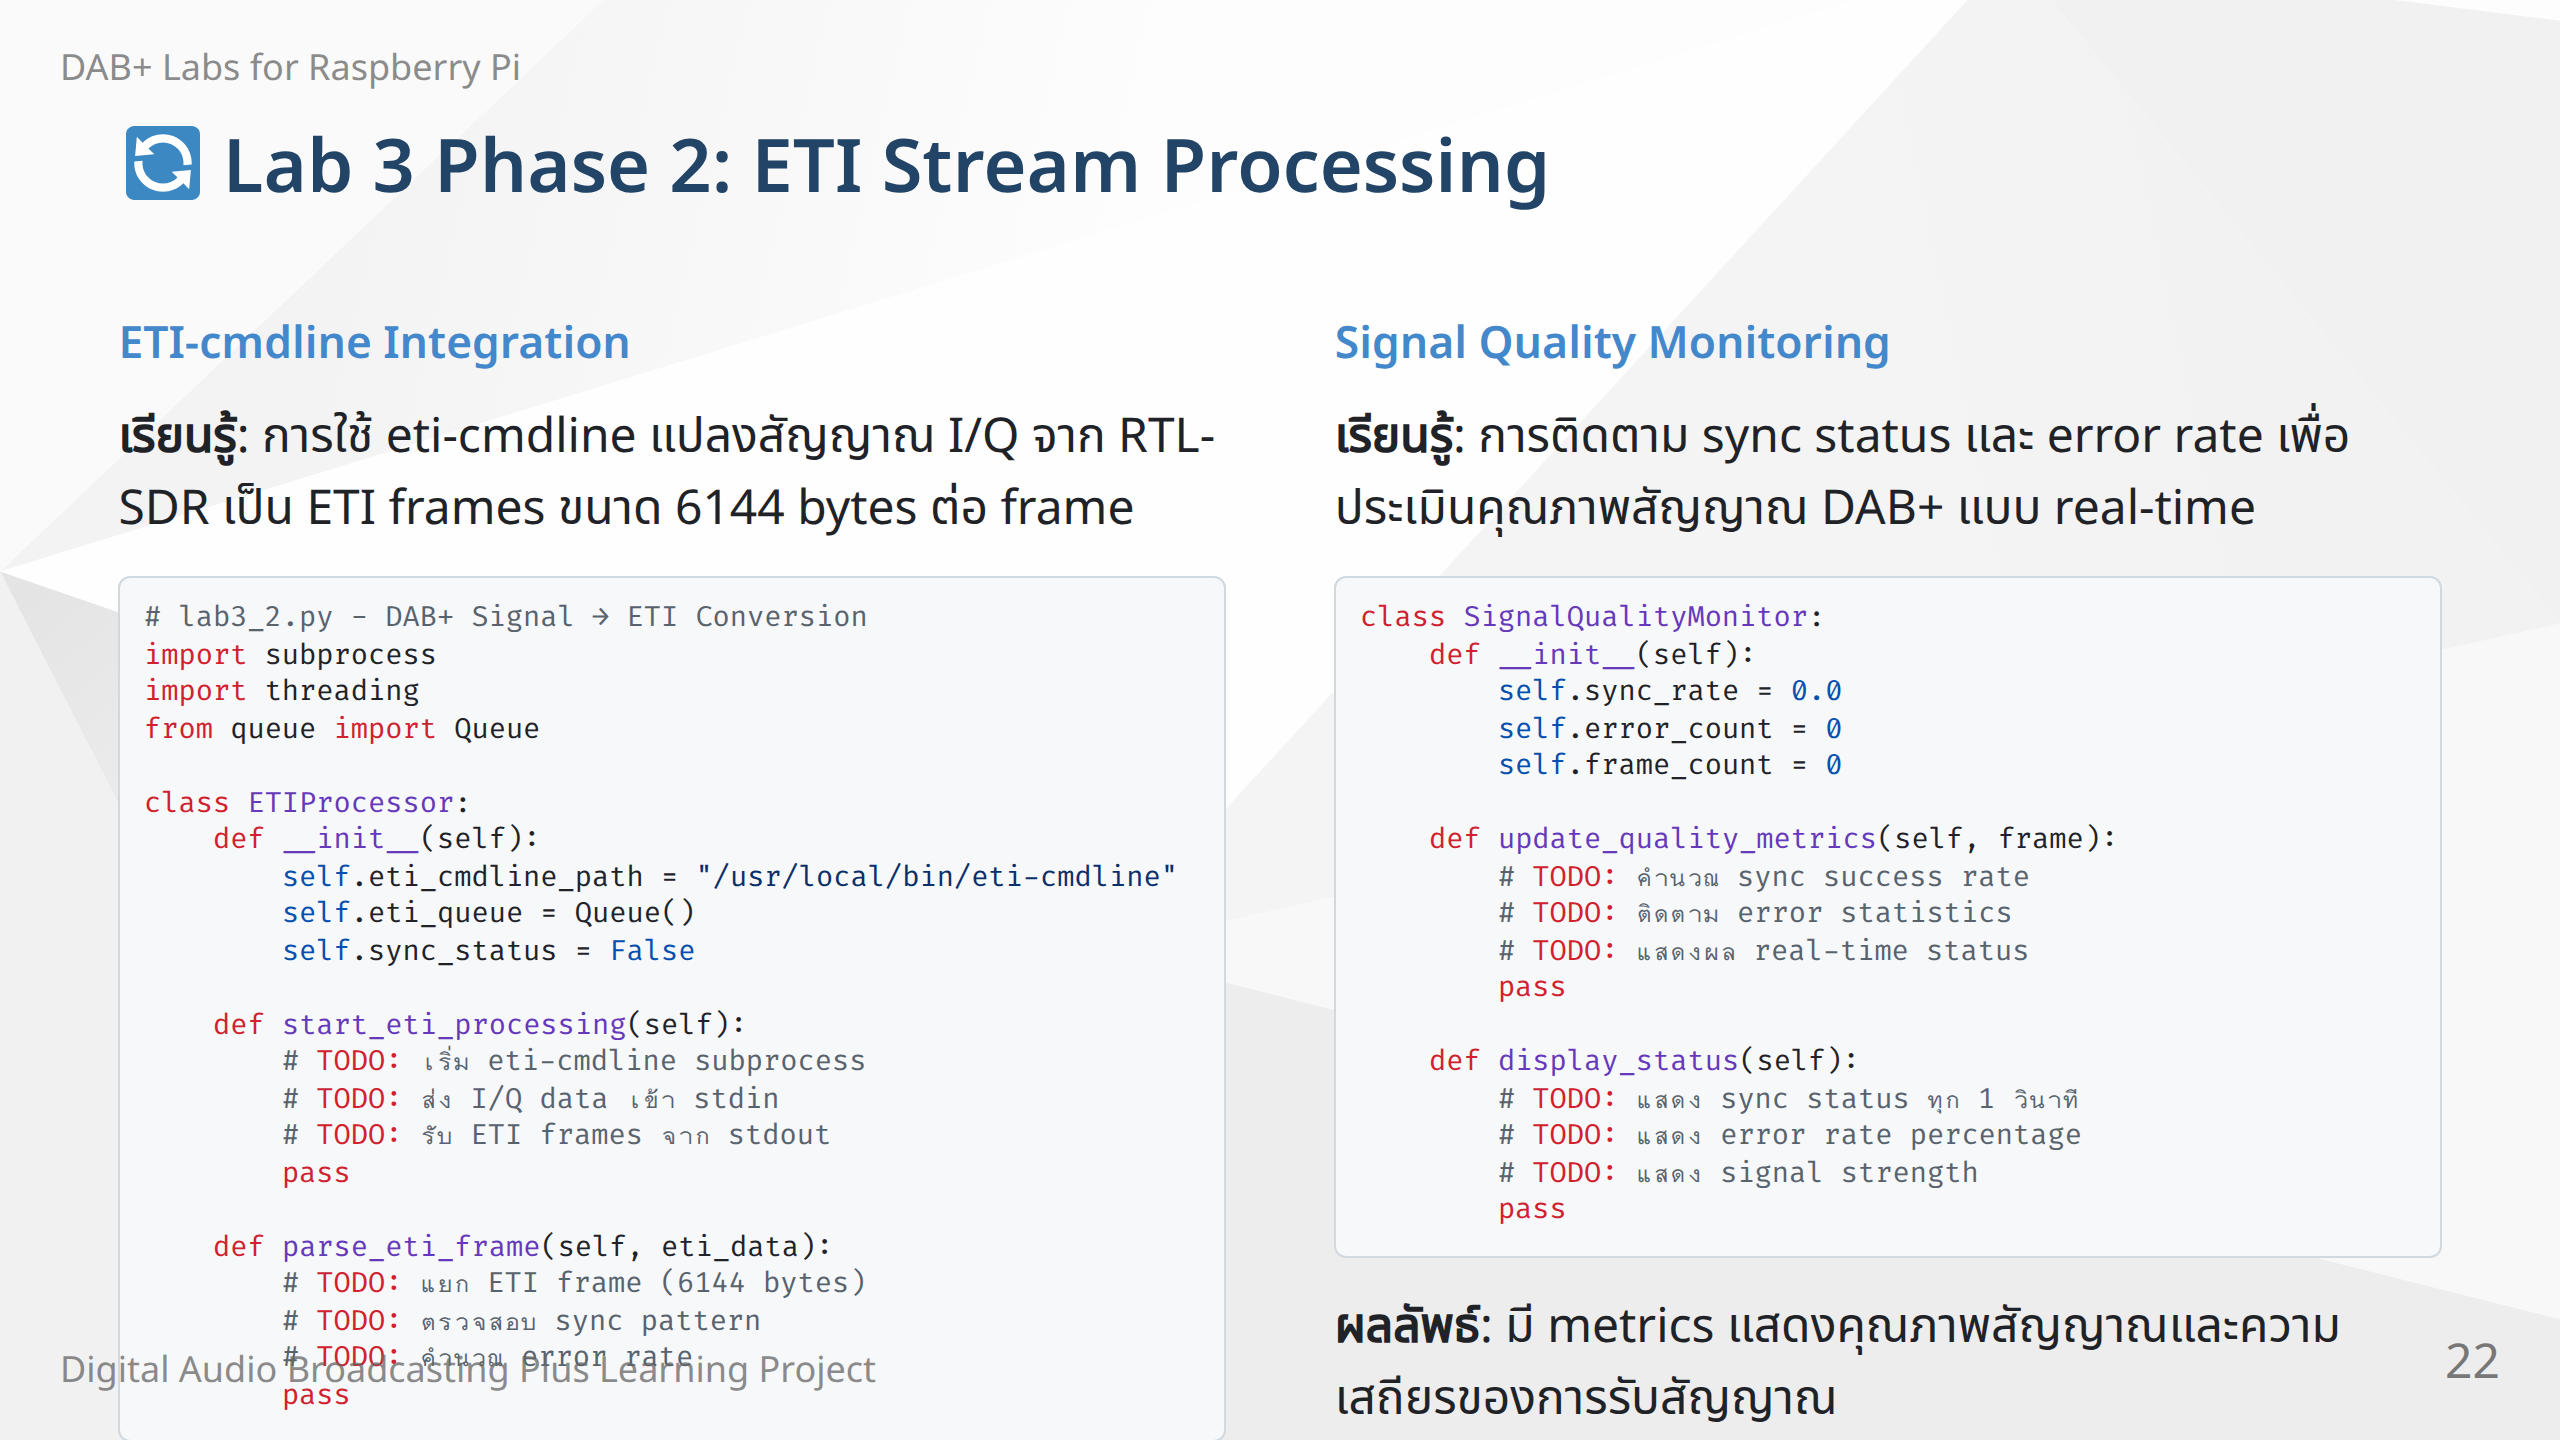 DAB+ Labs for Raspberry Pi
🔄 Lab 3 Phase 2: ETI Stream Processing
ETI-cmdline Integration
เรียนรู้: การใช้ eti-cmdline แปลงสัญญาณ I/Q จาก RTL-
SDR เป็น ETI frames ขนาด 6144 bytes ต่อ frame
# lab3_2.py - DAB+ Signal → ETI Conversion
import subprocess
import threading
from queue import Queue
class ETIProcessor:
    def __init__(self):
        self.eti_cmdline_path = "/usr/local/bin/eti-cmdline"
        self.eti_queue = Queue()
        self.sync_status = False
    def start_eti_processing(self):
        # TODO: เริ่ม eti-cmdline subprocess
        # TODO: ส่ง I/Q data เข้า stdin
        # TODO: รับ ETI frames จาก stdout
        pass
    def parse_eti_frame(self, eti_data):
        # TODO: แยก ETI frame (6144 bytes)
        # TODO: ตรวจสอบ sync pattern
        # TODO: คำนวณ error rate
        pass
Signal Quality Monitoring
เรียนรู้: การติดตาม sync status และ error rate เพื่อ
ประเมินคุณภาพสัญญาณ DAB+ แบบ real-time
class SignalQualityMonitor:
    def __init__(self):
        self.sync_rate = 0.0
        self.error_count = 0
        self.frame_count = 0
    def update_quality_metrics(self, frame):
        # TODO: คำนวณ sync success rate
        # TODO: ติดตาม error statistics
        # TODO: แสดงผล real-time status
        pass
    def display_status(self):
        # TODO: แสดง sync status ทุก 1 วินาที
        # TODO: แสดง error rate percentage
        # TODO: แสดง signal strength
        pass
ผลลัพธ์: มี metrics แสดงคุณภาพสัญญาณและความ
เสถียรของการรับสัญญาณ
Digital Audio Broadcasting Plus Learning Project
22